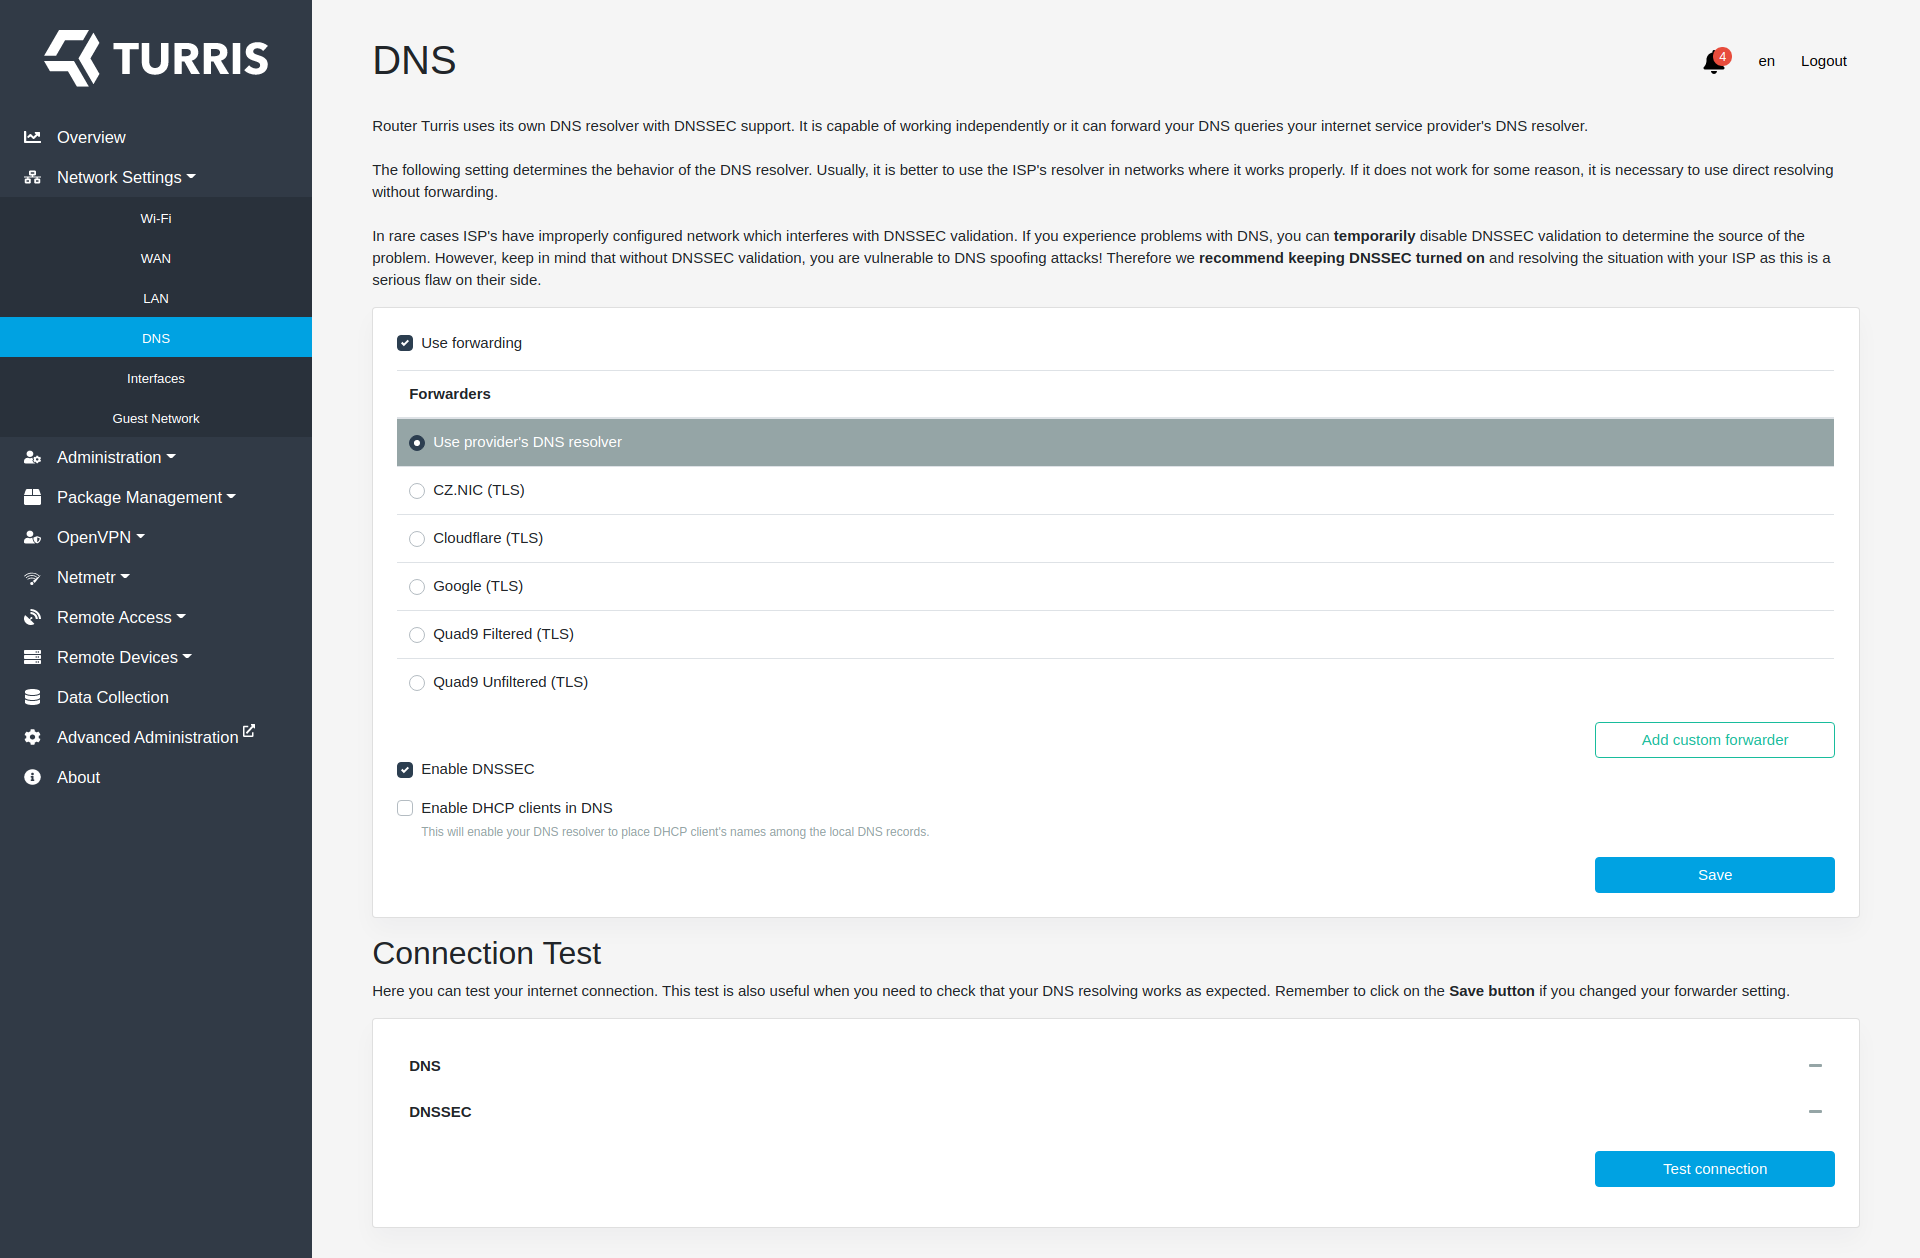 TURRIS
Overview
Network Settings
Wi-Fi
WAN
LAN
DNS
Interfaces
Guest Network
Administration
Package Management
OpenVPN
Netmetr
Remote Access
Remote Devices
Data Collection
Advanced Administration
About
DNS
4
en
Logout
Router Turris uses its own DNS resolver with DNSSEC support. It is capable of working independently or it can forward your DNS queries your internet service provider's DNS resolver.
The following setting determines the behavior of the DNS resolver. Usually, it is better to use the ISP's resolver in networks where it works properly. If it does not work for some reason, it is necessary to use direct resolving
without forwarding.
In rare cases ISP's have improperly configured network which interferes with DNSSEC validation. If you experience problems with DNS, you can temporarily disable DNSSEC validation to determine the source of the
problem. However, keep in mind that without DNSSEC validation, you are vulnerable to DNS spoofing attacks! Therefore we recommend keeping DNSSEC turned on and resolving the situation with your ISP as this is a
serious flaw on their side.
Use forwarding
Forwarders
Use provider's DNS resolver
CZ.NIC (TLS)
Cloudflare (TLS)
Google (TLS)
Quad9 Filtered (TLS)
Quad9 Unfiltered (TLS)
Add custom forwarder
Enable DNSSEC
Enable DHCP clients in DNS
This will enable your DNS resolver to place DHCP client's names among the local DNS records.
Save
Connection Test
Here you can test your internet connection. This test is also useful when you need to check that your DNS resolving works as expected. Remember to click on the Save button if you changed your forwarder setting.
DNS
DNSSEC
Test connection